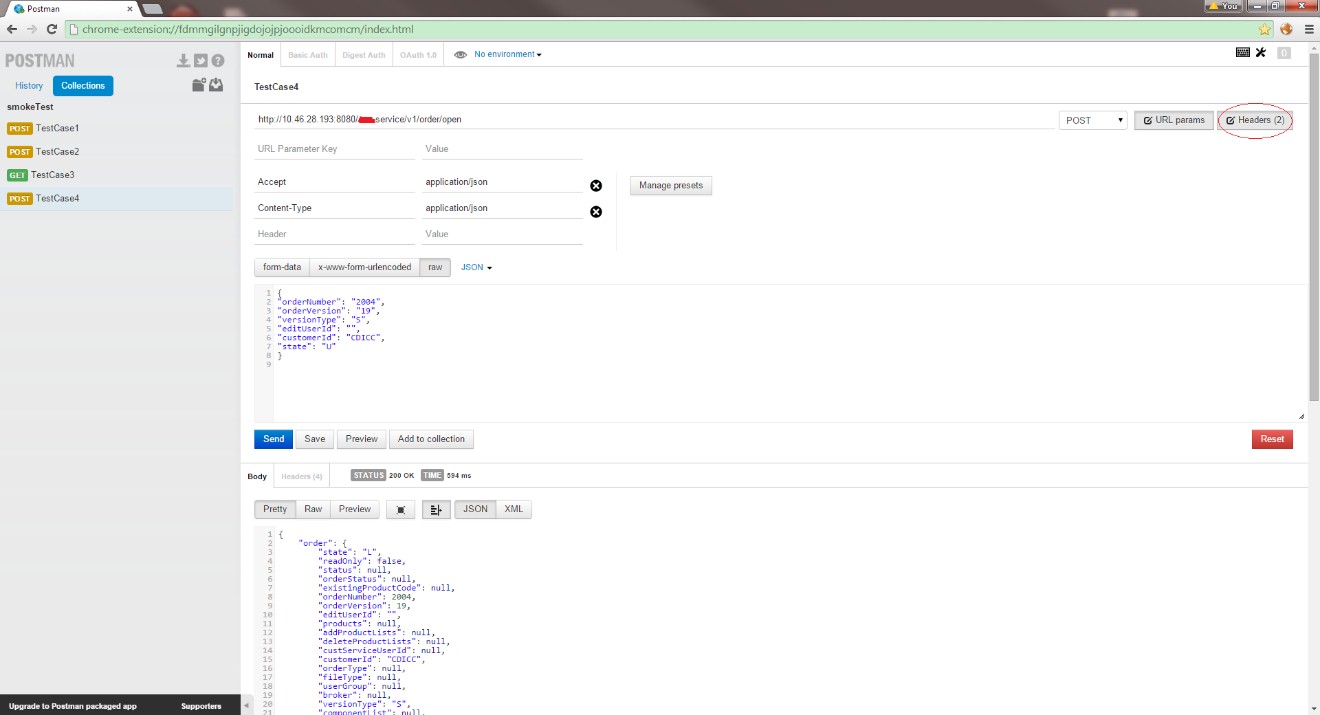 Postman
You
chrome-extension://fdmmgilgnpjigdojojpjoooidkmcomcm/index.html
POSTMAN
History Collections
smokeTest
POST TestCase1
POST TestCase2
GET TestCase3
POST TestCase4
Upgrade to Postman packaged app Supporters
Normal Basic Auth Digest Auth OAuth 1.0 No environment 0
TestCase4
http://10.46.28.193:8080/ -service/v1/order/open POST URL params Headers (2)
URL Parameter Key Value
Accept application/json Manage presets
Content-Type application/json
Header Value
form-data x-www-form-urlencoded raw JSON
1 {
2 "orderNumber": "2004",
3 "orderVersion": "19",
4 "versionType": "S",
5 "editUserId": "",
6 "customerId": "CDICC",
7 "state": "U"
8 }
9
Send Save Preview Add to collection Reset
Body Headers (4) STATUS 200 OK TIME 594 ms
Pretty Raw Preview JSON XML
1 {
2 "order": {
3 "state": "L",
4 "readOnly": false,
5 "status": null,
6 "orderStatus": null,
7 "existingProductCode": null,
8 "orderNumber": 2004,
9 "orderVersion": 19,
10 "editUserId": "",
11 "products": null,
12 "addProductLists": null,
13 "deleteProductLists": null,
14 "custServiceUserId": null,
15 "customerId": "CDICC",
16 "orderType": null,
17 "fileType": null,
18 "userGroup": null,
19 "broker": null,
20 "versionType": "S",
21 "componentList": null,